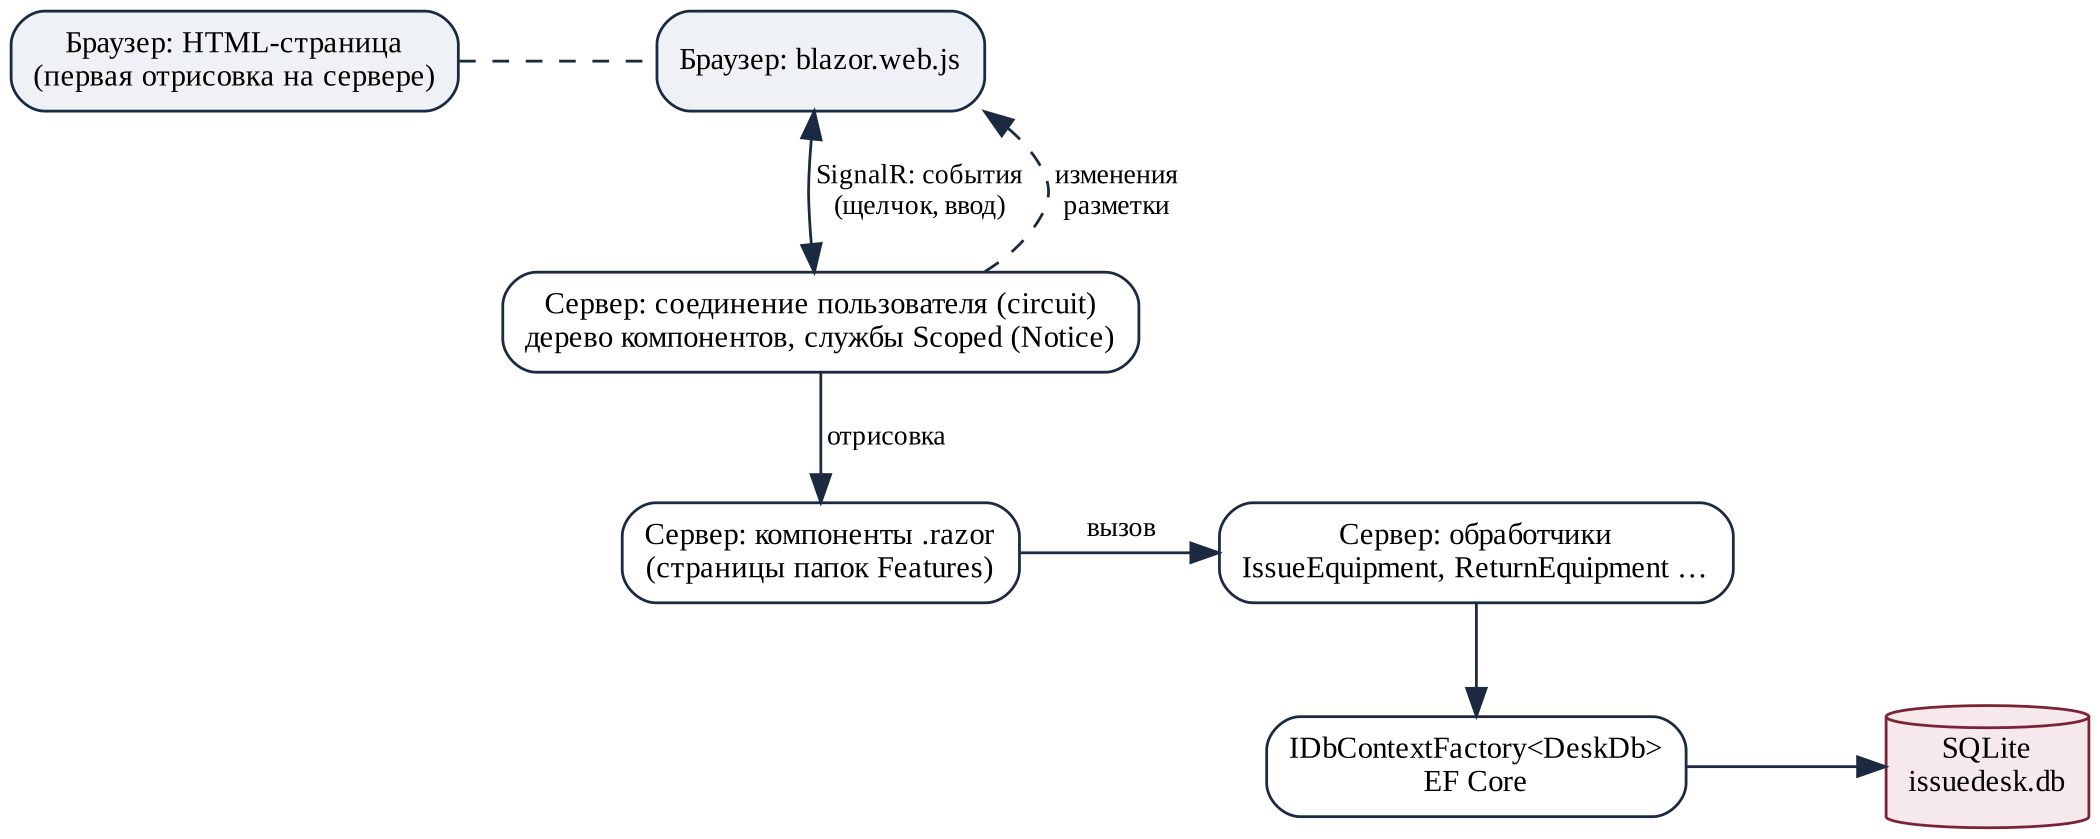 Браузер: HTML-страница
(первая отрисовка на сервере)
Браузер: blazor.web.js
SignalR: события
(щелчок, ввод)
изменения
разметки
Сервер: соединение пользователя (circuit)
дерево компонентов, службы Scoped (Notice)
отрисовка
Сервер: компоненты .razor
(страницы папок Features)
вызов
Сервер: обработчики
IssueEquipment, ReturnEquipment …
IDbContextFactory<DeskDb>
EF Core
SQLite
issuedesk.db